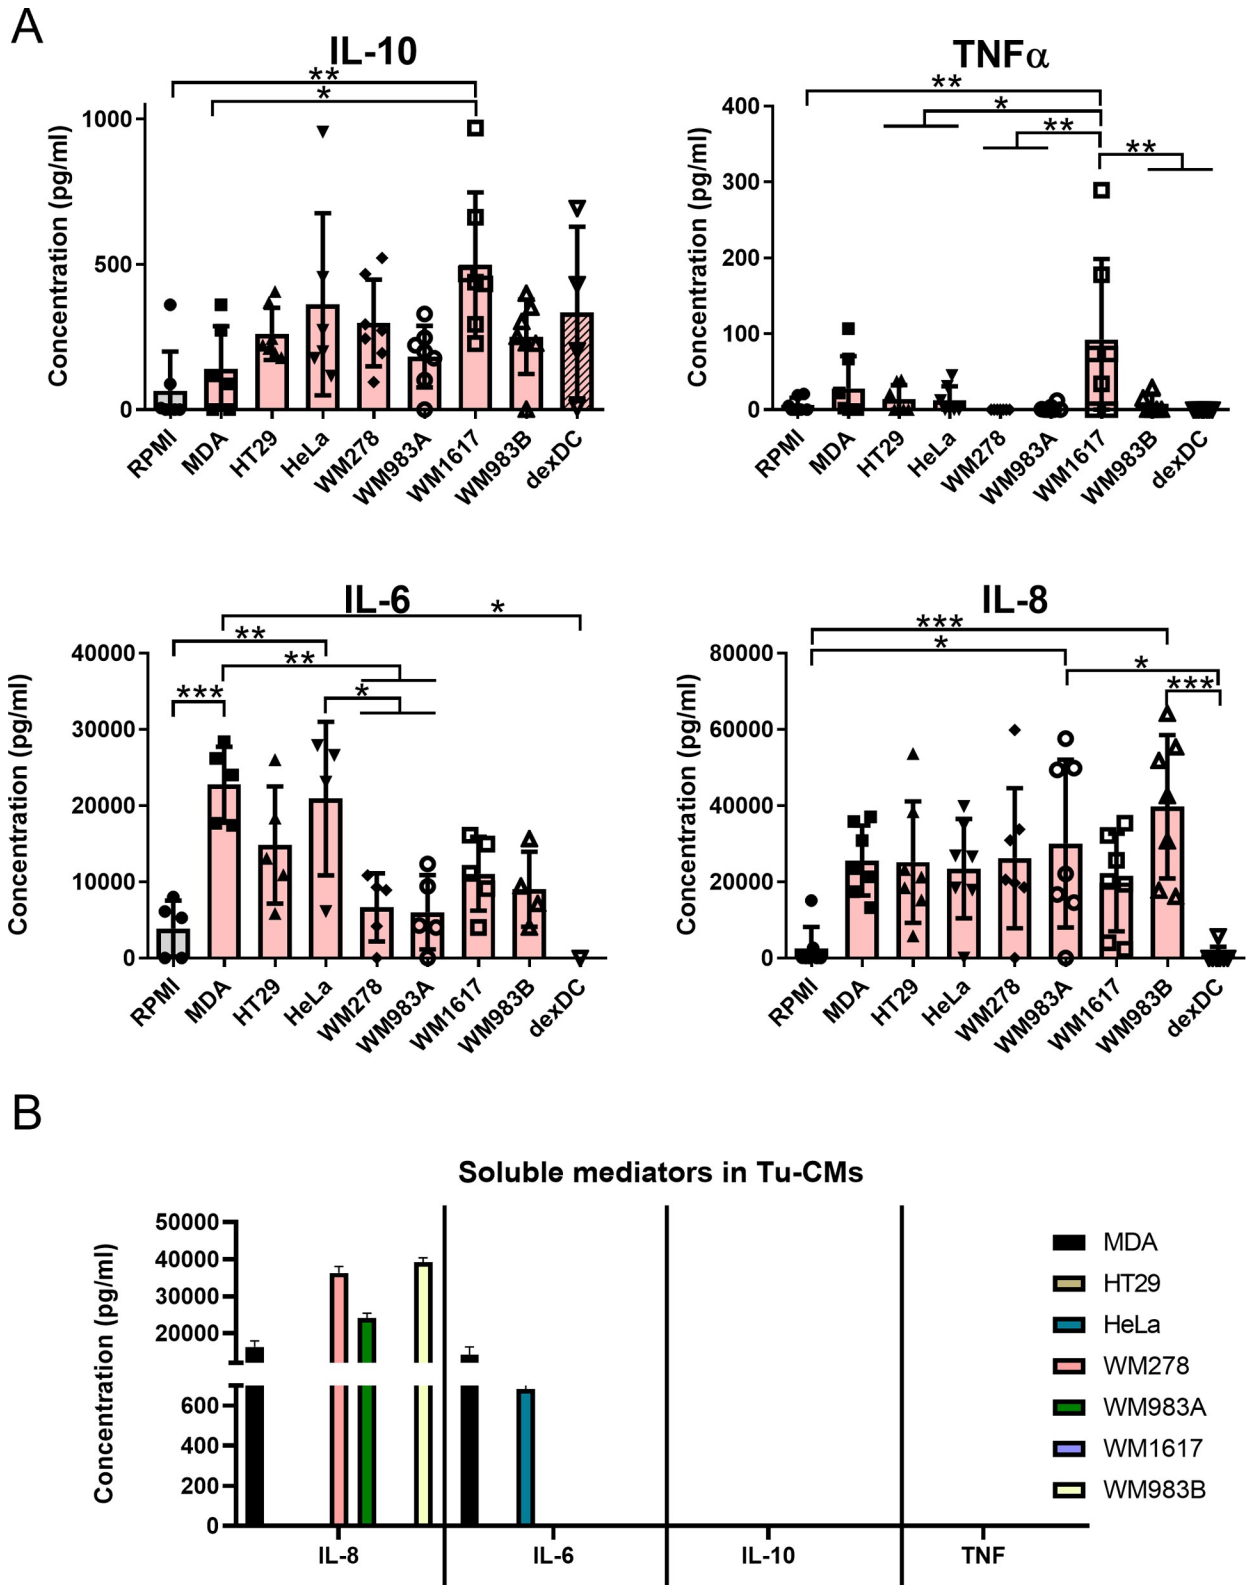 A
IL-10
**
*
Concentration (pg/ml)
1000
500
0
RPMI
MDA
HT29
HeLa
WM278
WM983A
WM1617
WM983B
dexDC
TNFα
**
*
**
**
Concentration (pg/ml)
400
300
200
100
0
RPMI
MDA
HT29
HeLa
WM278
WM983A
WM1617
WM983B
dexDC
IL-6
*
**
**
***
*
Concentration (pg/ml)
40000
30000
20000
10000
0
RPMI
MDA
HT29
HeLa
WM278
WM983A
WM1617
WM983B
dexDC
IL-8
***
*
*
***
Concentration (pg/ml)
80000
60000
40000
20000
0
RPMI
MDA
HT29
HeLa
WM278
WM983A
WM1617
WM983B
dexDC
B
Soluble mediators in Tu-CMs
Concentration (pg/ml)
50000
40000
30000
20000
600
400
200
0
IL-8
IL-6
IL-10
TNF
MDA
HT29
HeLa
WM278
WM983A
WM1617
WM983B